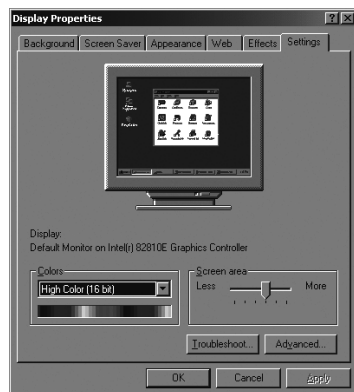 Display Properties
Background Screen Saver Appearance Web Effects Settings
Display:
Default Monitor on Intel(r) 82810E Graphics Controller
Colors
High Color (16 bit)
Screen area
Less More
Troubleshoot... Advanced...
OK Cancel Apply